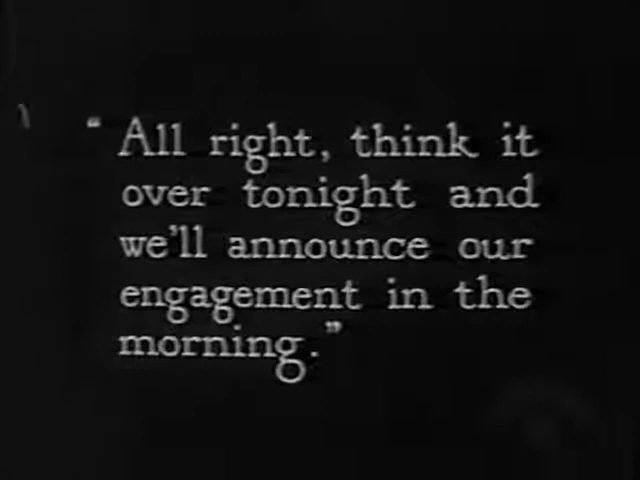 "All right, think it
over tonight and
we'll announce our
engagement in the
morning."